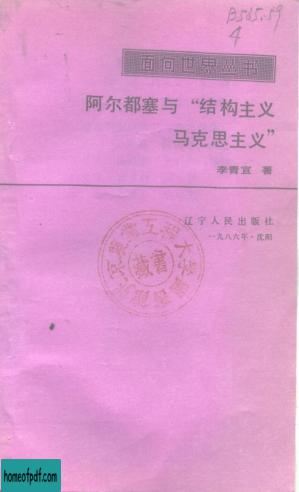 B565.59
4
面向世界丛书
阿尔都塞与“结构主义
马克思主义”
李青宜 著
辽宁人民出版社
一九八六年·沈阳
藏書
homeofpdf.com